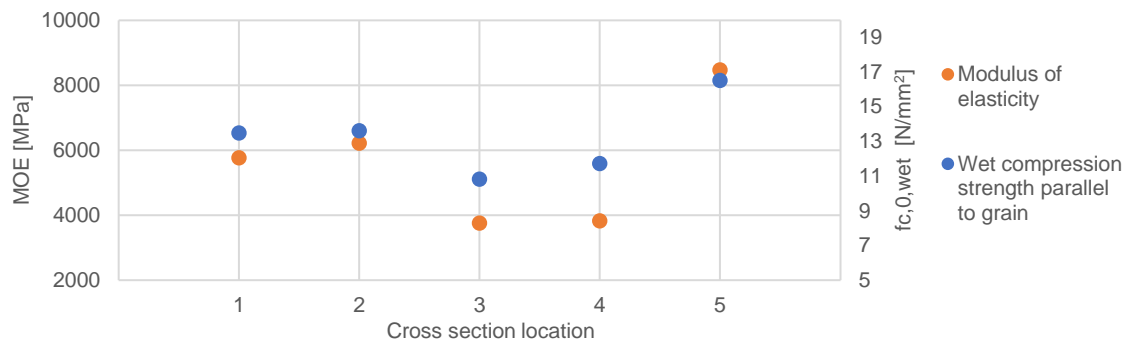 10000
8000
6000
4000
2000
MOE [MPa]
1 2 3 4 5
Cross section location
19
17
15
13
11
9
7
5
fc,0,wet [N/mm²]
Modulus of
elasticity
Wet compression
strength parallel
to grain